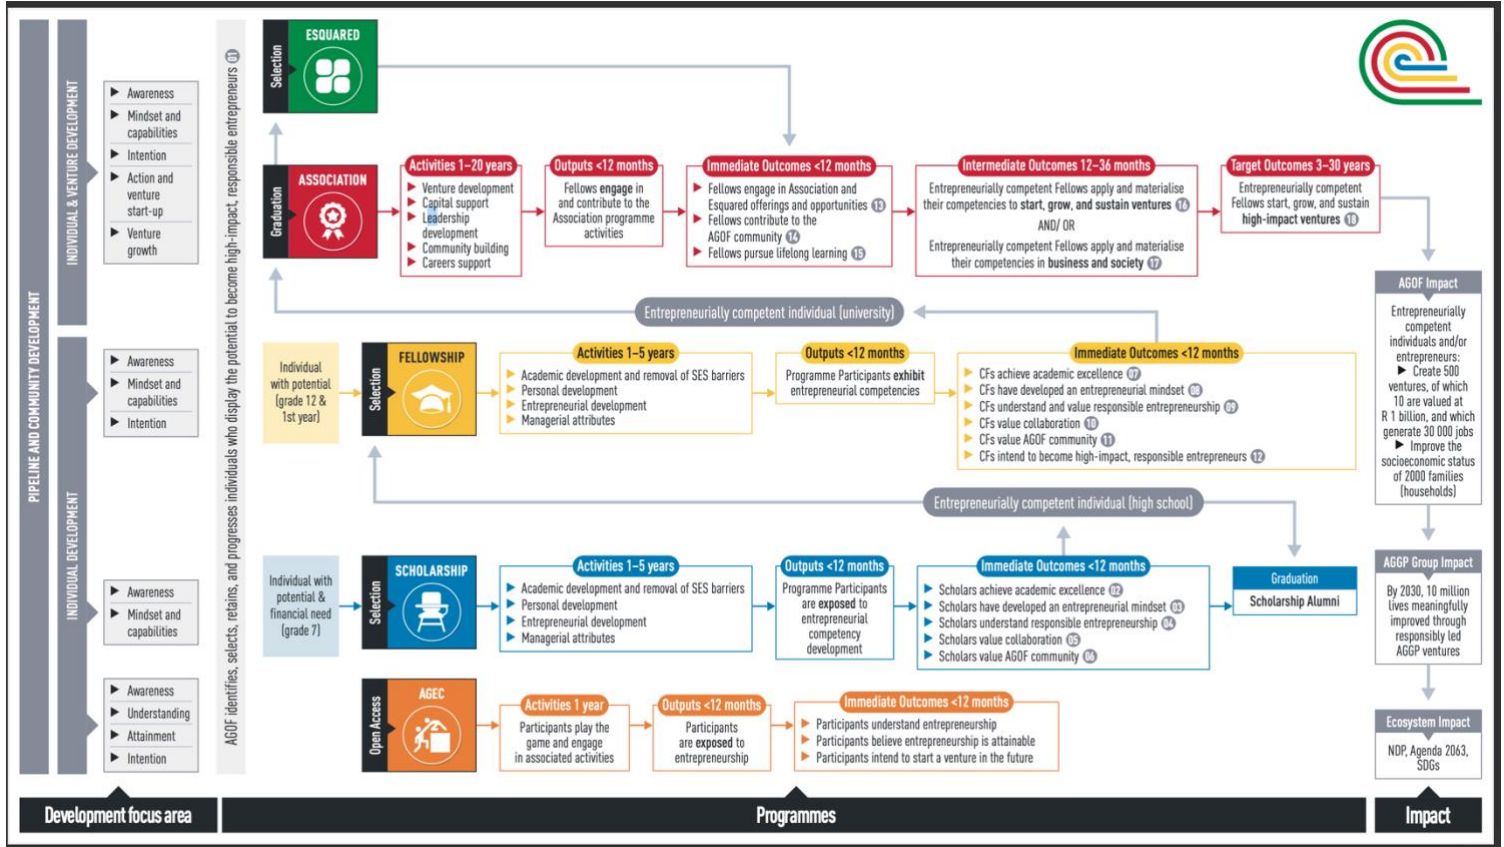 PIPELINE AND COMMUNITY DEVELOPMENT
INDIVIDUAL & VENTURE DEVELOPMENT
▶ Awareness
▶ Mindset and
capabilities
▶ Intention
▶ Action and
venture
start-up
▶ Venture
growth
INDIVIDUAL DEVELOPMENT
▶ Awareness
▶ Mindset and
capabilities
▶ Intention
▶ Awareness
▶ Mindset and
capabilities
▶ Awareness
▶ Understanding
▶ Attainment
▶ Intention
AGOF identifies, selects, retains, and progresses individuals who display the potential to become high-impact, responsible entrepreneurs 01
Selection
ESQUARED
Graduation
ASSOCIATION
Activities 1–20 years
▶ Venture development
▶ Capital support
▶ Leadership
development
▶ Community building
▶ Careers support
Outputs <12 months
Fellows engage in
and contribute to the
Association programme
activities
Immediate Outcomes <12 months
▶ Fellows engage in Association and
Esquared offerings and opportunities 13
▶ Fellows contribute to the
AGOF community 14
▶ Fellows pursue lifelong learning 15
Intermediate Outcomes 12–36 months
Entrepreneurially competent Fellows apply and materialise
their competencies to start, grow, and sustain ventures 16
AND/ OR
Entrepreneurially competent Fellows apply and materialise
their competencies in business and society 17
Target Outcomes 3–30 years
Entrepreneurially competent
Fellows start, grow, and sustain
high-impact ventures 18
Entrepreneurially competent individual (university)
Individual
with potential
(grade 12 &
1st year)
Selection
FELLOWSHIP
Activities 1–5 years
▶ Academic development and removal of SES barriers
▶ Personal development
▶ Entrepreneurial development
▶ Managerial attributes
Outputs <12 months
Programme Participants exhibit
entrepreneurial competencies
Immediate Outcomes <12 months
▶ CFs achieve academic excellence 07
▶ CFs have developed an entrepreneurial mindset 08
▶ CFs understand and value responsible entrepreneurship 09
▶ CFs value collaboration 10
▶ CFs value AGOF community 11
▶ CFs intend to become high-impact, responsible entrepreneurs 12
Entrepreneurially competent individual (high school)
Individual with
potential &
financial need
(grade 7)
Selection
SCHOLARSHIP
Activities 1–5 years
▶ Academic development and removal of SES barriers
▶ Personal development
▶ Entrepreneurial development
▶ Managerial attributes
Outputs <12 months
Programme Participants
are exposed to
entrepreneurial
competency
development
Immediate Outcomes <12 months
▶ Scholars achieve academic excellence 02
▶ Scholars have developed an entrepreneurial mindset 03
▶ Scholars understand responsible entrepreneurship 04
▶ Scholars value collaboration 05
▶ Scholars value AGOF community 06
Graduation
Scholarship Alumni
Open Access
AGEC
Activities 1 year
Participants play the
game and engage
in associated activities
Outputs <12 months
Participants
are exposed to
entrepreneurship
Immediate Outcomes <12 months
▶ Participants understand entrepreneurship
▶ Participants believe entrepreneurship is attainable
▶ Participants intend to start a venture in the future
AGOF Impact
Entrepreneurially
competent
individuals and/or
entrepreneurs:
▶ Create 500
ventures, of which
10 are valued at
R 1 billion, and which
generate 30 000 jobs
▶ Improve the
socioeconomic status
of 2000 families
(households)
AGGP Group Impact
By 2030, 10 million
lives meaningfully
improved through
responsibly led
AGGP ventures
Ecosystem Impact
NDP, Agenda 2063,
SDGs
Development focus area
Programmes
Impact